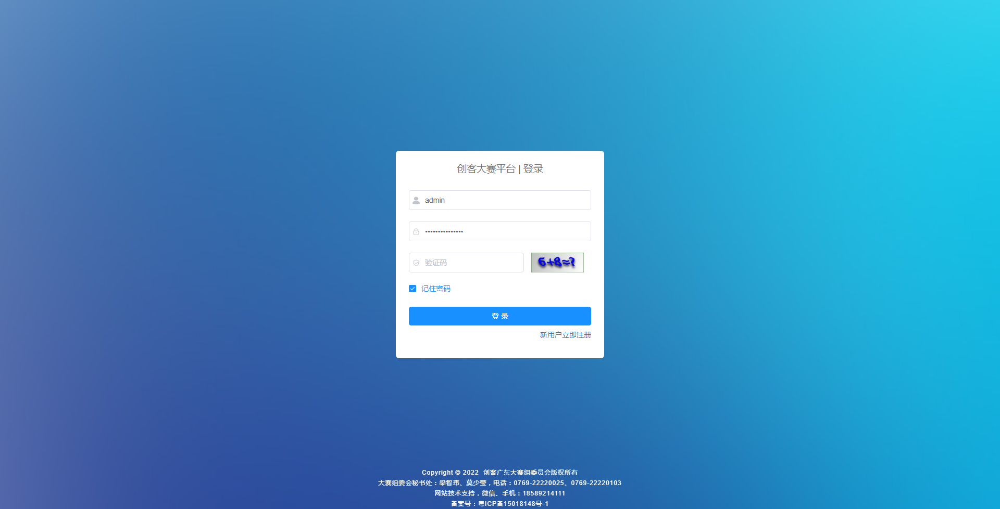 创客大赛平台 | 登录
admin
•••••••••••••••
验证码
6+8=?
记住密码
登 录
新用户立即注册
Copyright © 2022 创客广东大赛组委员会版权所有
大赛组委会秘书处：梁智玮、莫少莹，电话：0769-22220025、0769-22220103
网站技术支持，微信、手机：18589214111
备案号：粤ICP备15018148号-1